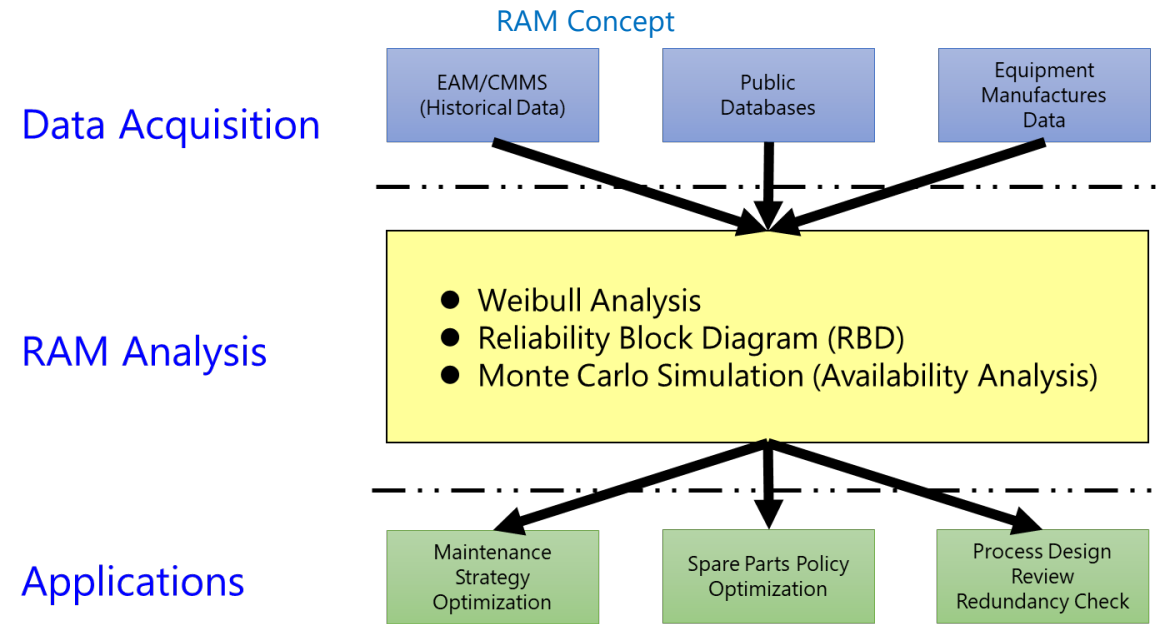 RAM Concept
Data Acquisition
EAM/CMMS
(Historical Data)
Public
Databases
Equipment
Manufactures
Data
RAM Analysis
● Weibull Analysis
● Reliability Block Diagram (RBD)
● Monte Carlo Simulation (Availability Analysis)
Applications
Maintenance
Strategy
Optimization
Spare Parts Policy
Optimization
Process Design
Review
Redundancy Check